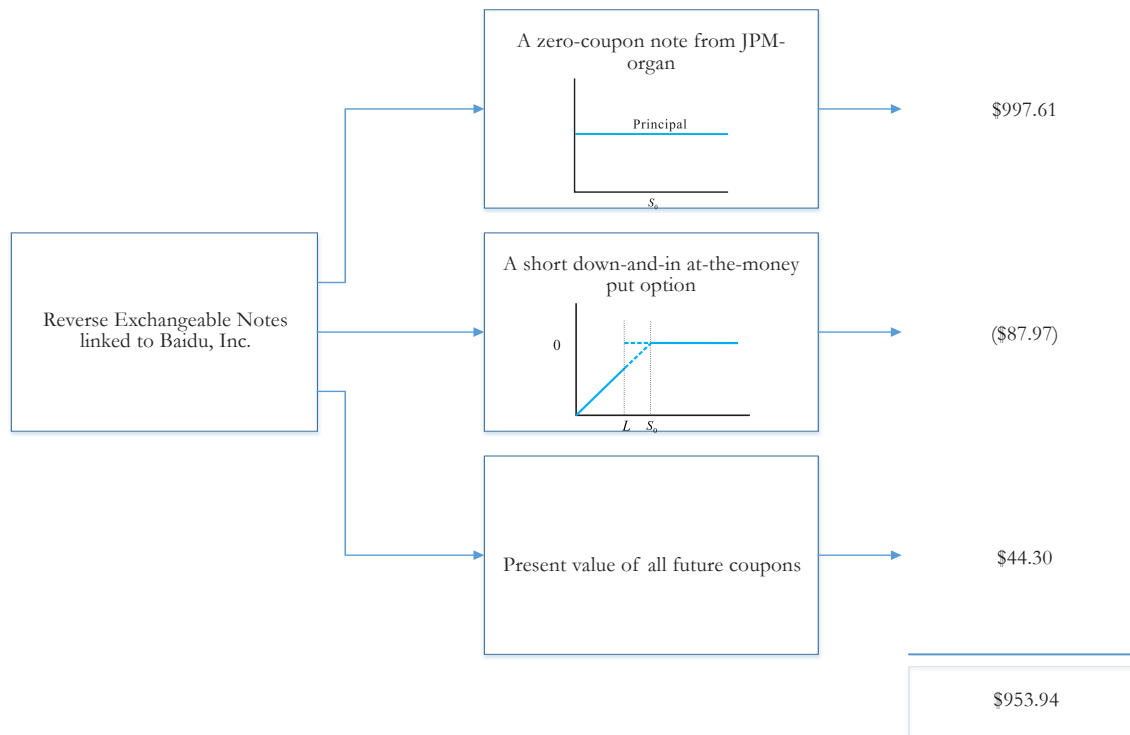 A zero-coupon note from JPM-
organ
Principal
S₀
$997.61
Reverse Exchangeable Notes
linked to Baidu, Inc.
A short down-and-in at-the-money
put option
0
L
S₀
($87.97)
Present value of all future coupons
$44.30
$953.94